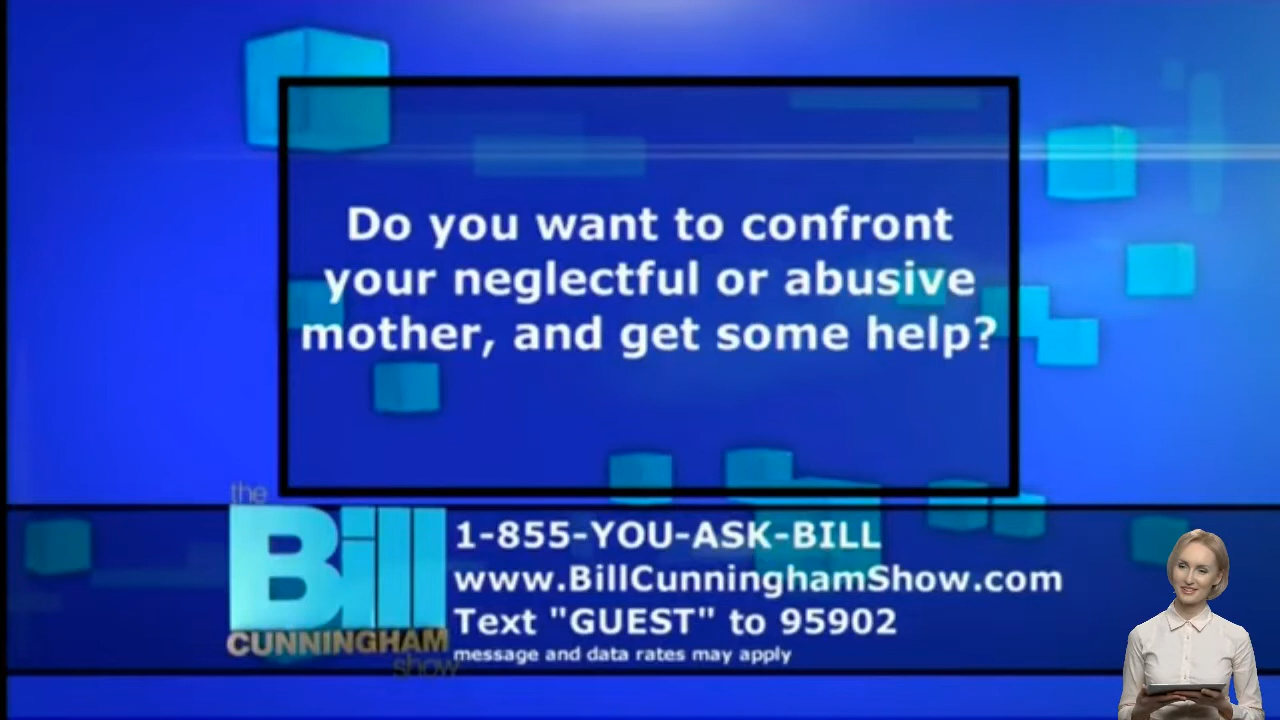 Do you want to confront
your neglectful or abusive
mother, and get some help?
the
Bill
CUNNINGHAM
show
1-855-YOU-ASK-BILL
www.BillCunninghamShow.com
Text "GUEST" to 95902
message and data rates may apply